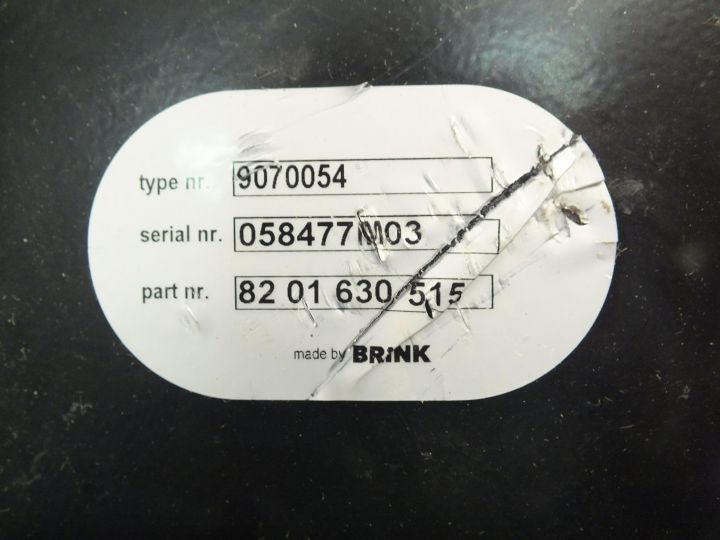 type nr. 9070054
serial nr. 058477M03
part nr. 82 01 630 515
made by BRiNK